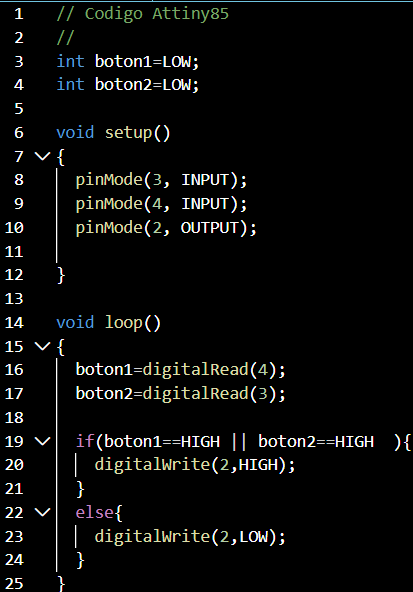 1 // Codigo Attiny85
2 //
3 int boton1=LOW;
4 int boton2=LOW;
5
6 void setup()
7 {
8 pinMode(3, INPUT);
9 pinMode(4, INPUT);
10 pinMode(2, OUTPUT);
11
12 }
13
14 void loop()
15 {
16 boton1=digitalRead(4);
17 boton2=digitalRead(3);
18
19 if(boton1==HIGH || boton2==HIGH  ){
20 digitalWrite(2,HIGH);
21 }
22 else{
23 digitalWrite(2,LOW);
24 }
25 }